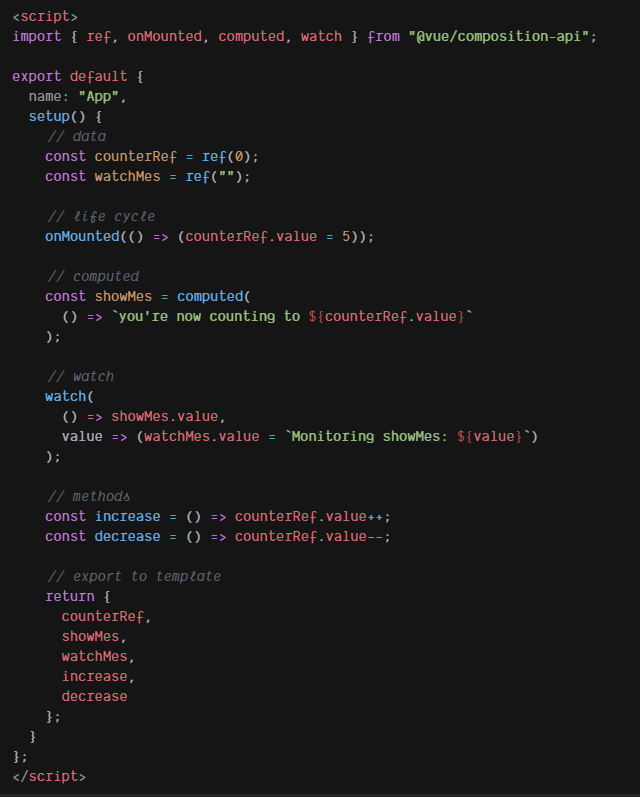 <script>
import { ref, onMounted, computed, watch } from "@vue/composition-api";

export default {
  name: "App",
  setup() {
    // data
    const counterRef = ref(0);
    const watchMes = ref("");

    // life cycle
    onMounted(() => (counterRef.value = 5));

    // computed
    const showMes = computed(
      () => `you're now counting to ${counterRef.value}`
    );

    // watch
    watch(
      () => showMes.value,
      value => (watchMes.value = `Monitoring showMes: ${value}`)
    );

    // methods
    const increase = () => counterRef.value++;
    const decrease = () => counterRef.value--;

    // export to template
    return {
      counterRef,
      showMes,
      watchMes,
      increase,
      decrease
    };
  }
};
</script>